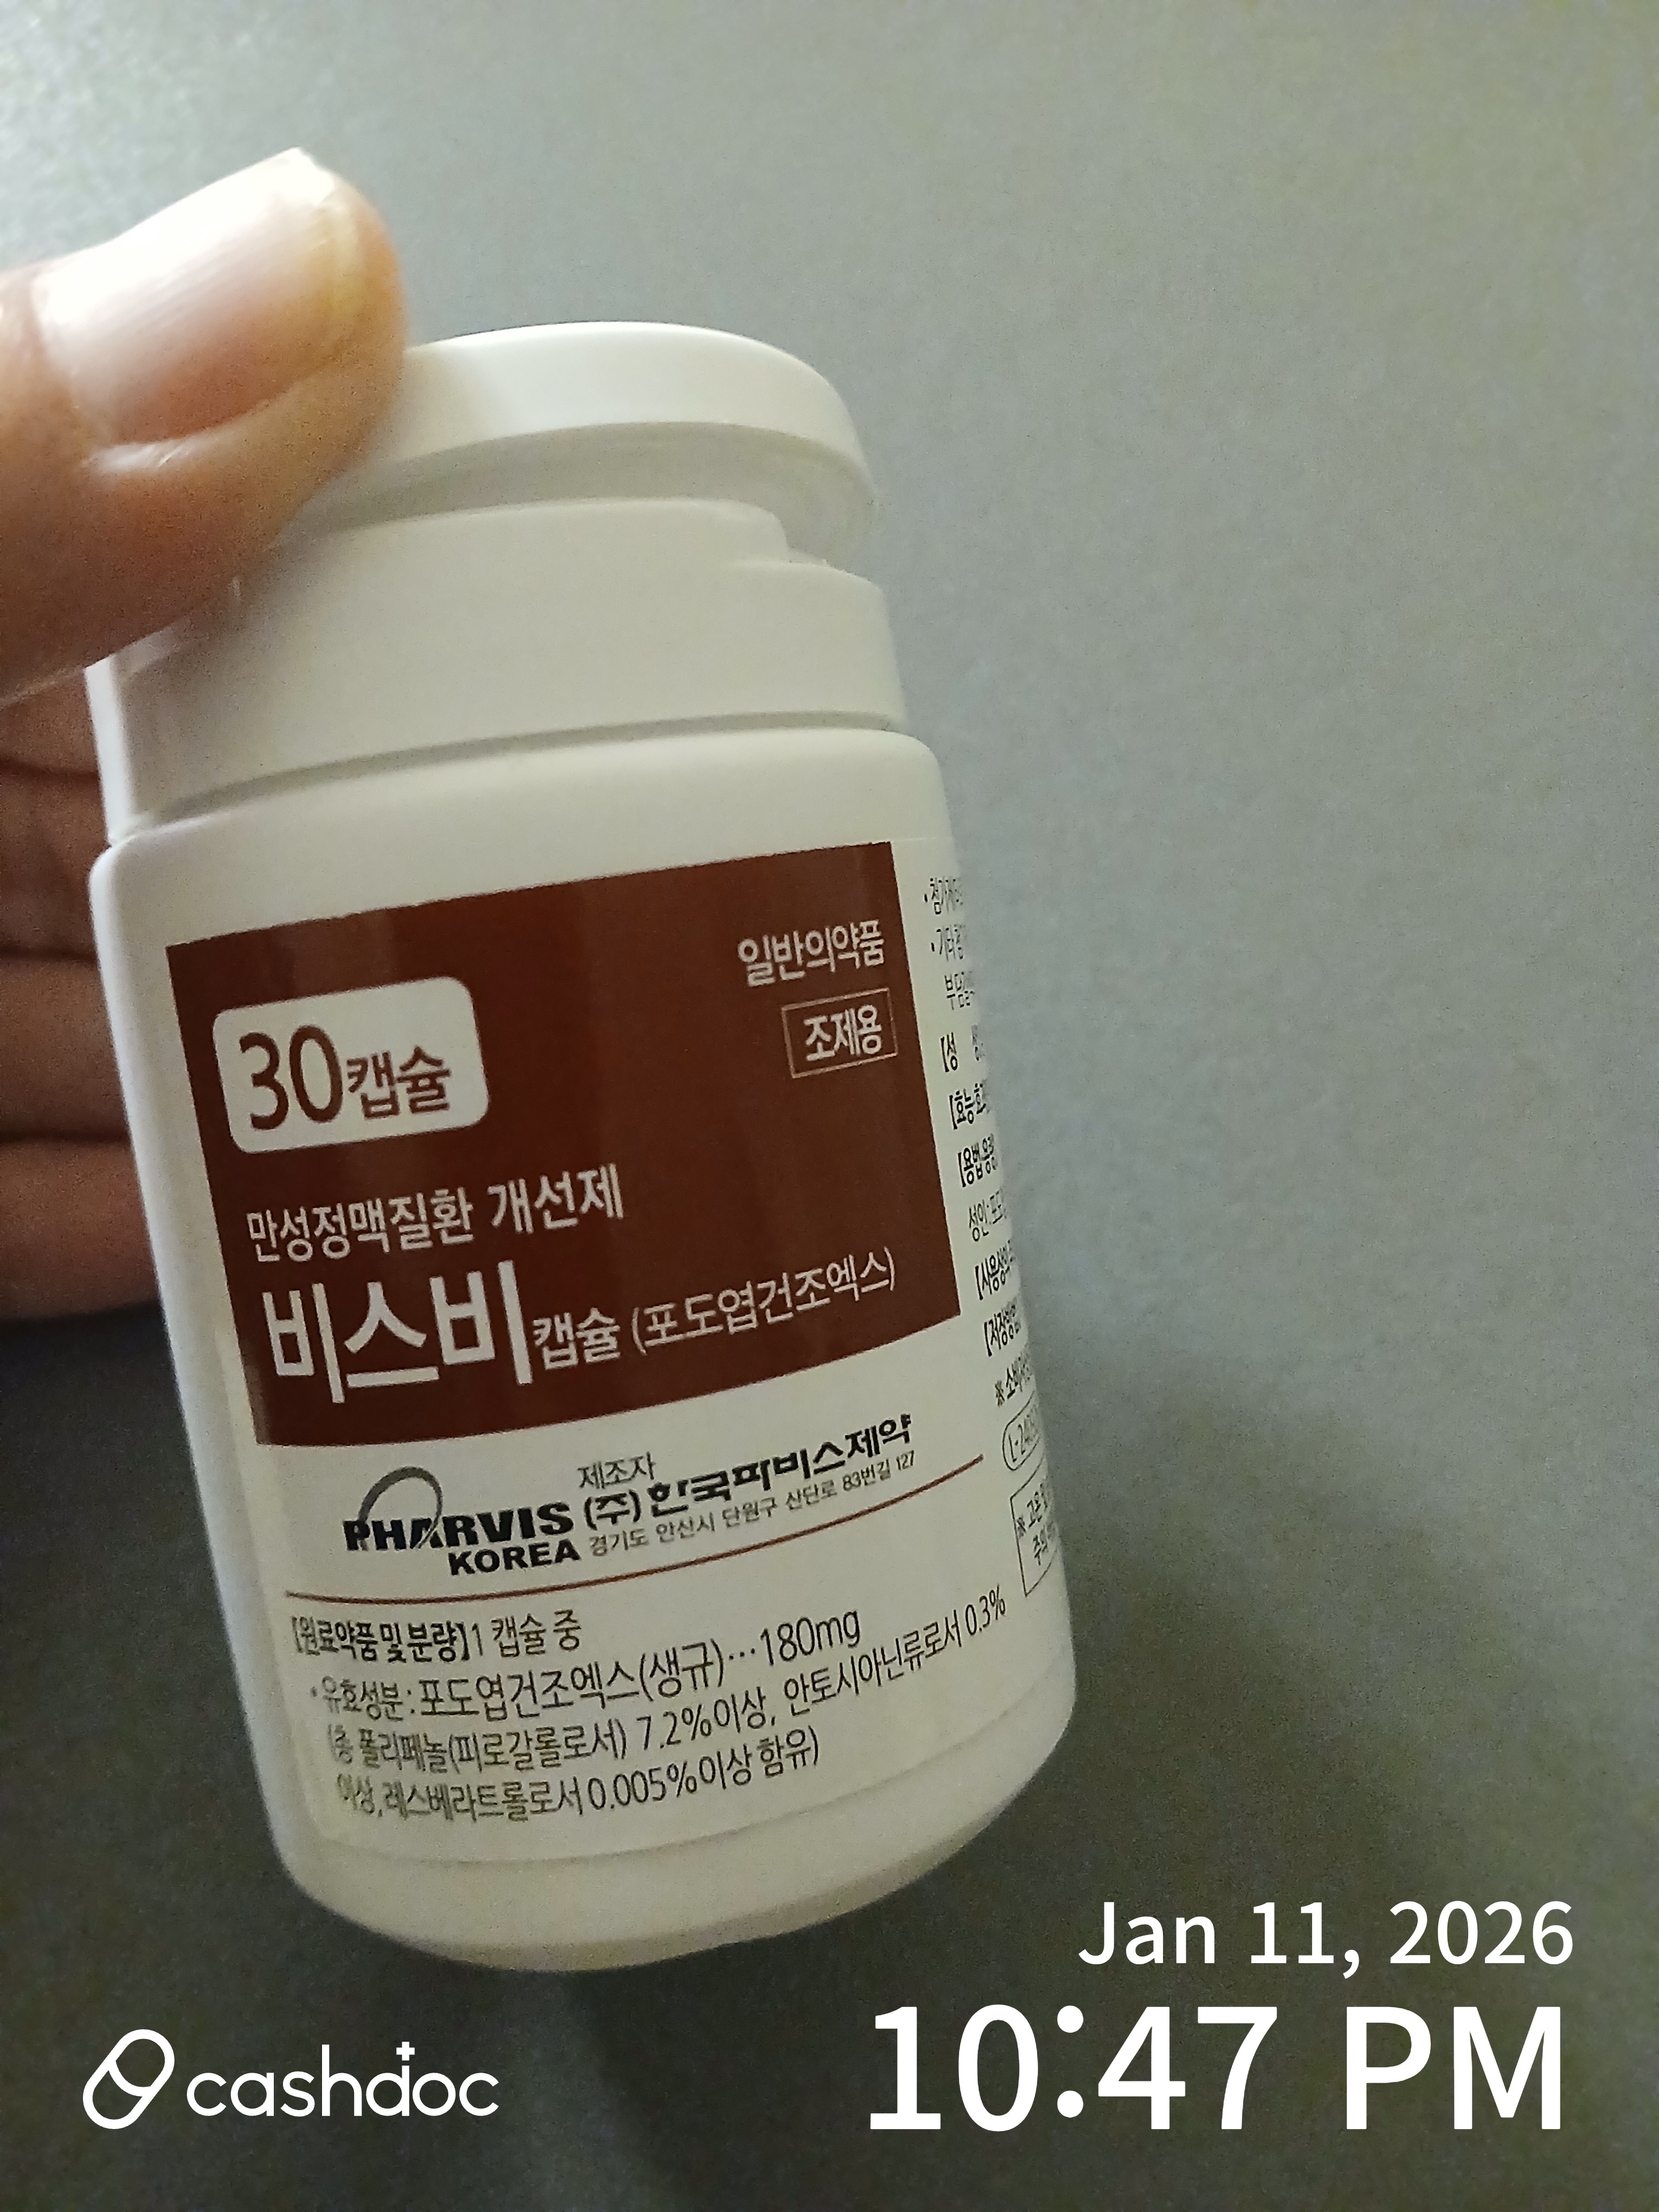 일반의약품
조제용
30캡슐
만성정맥질환 개선제
비스비캡슐 (포도엽건조엑스)
제조자
PHARVIS (주)한국파비스제약
KOREA 경기도 안산시 단원구 산단로 83번길 127
[원료약품 및 분량] 1 캡슐 중
•유효성분 : 포도엽건조엑스(생규)…180mg
(총 폴리페놀(피로갈롤로서) 7.2%이상, 안토시아닌류로서 0.3%
이상, 레스베라트롤로서 0.005%이상 함유)
[성
[용법용량
Jan 11, 2026
10:47 PM
cashdoc